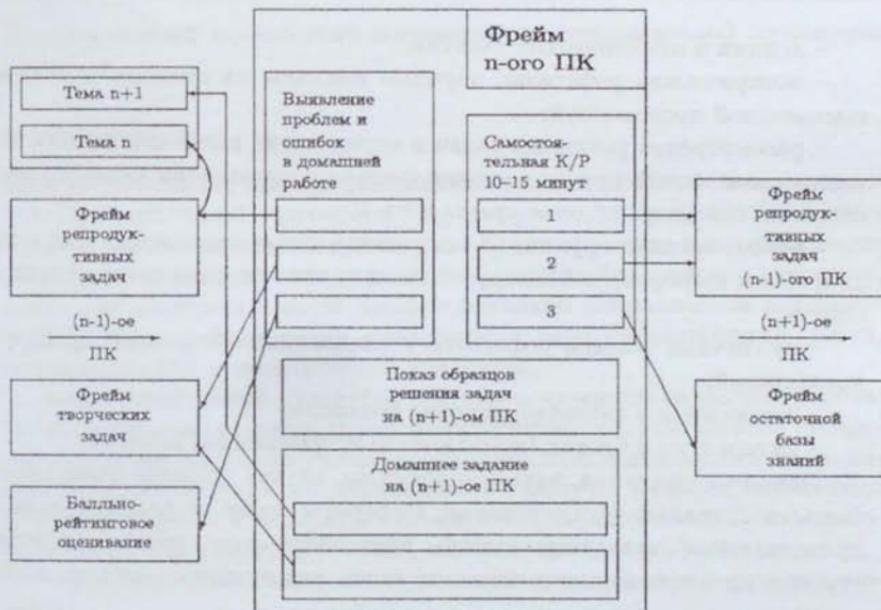 Фрейм
n-ого ПК
Тема n+1
Тема n
Фрейм
репродук-
тивных
задач
(n-1)-ое
ПК
Фрейм
творческих
задач
Балльно-
рейтинговое
оценивание
Выявление
проблем и
ошибок
в домашней
работе
Самостоя-
тельная К/Р
10–15 минут
1
2
3
Показ образцов
решения задач
на (n+1)-ом ПК
Домашнее задание
на (n+1)-ое ПК
Фрейм
репродук-
тивных
задач
(n-1)-ого ПК
(n+1)-ое
ПК
Фрейм
остаточной
базы
знаний